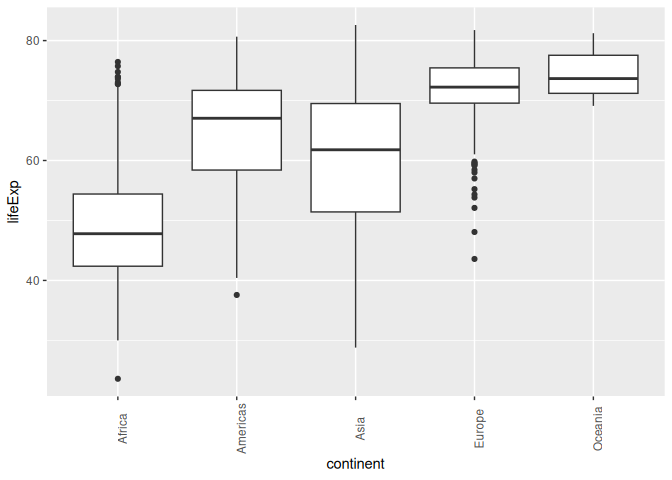 80
60
40
lifeExp
Africa
Americas
Asia
Europe
Oceania
continent